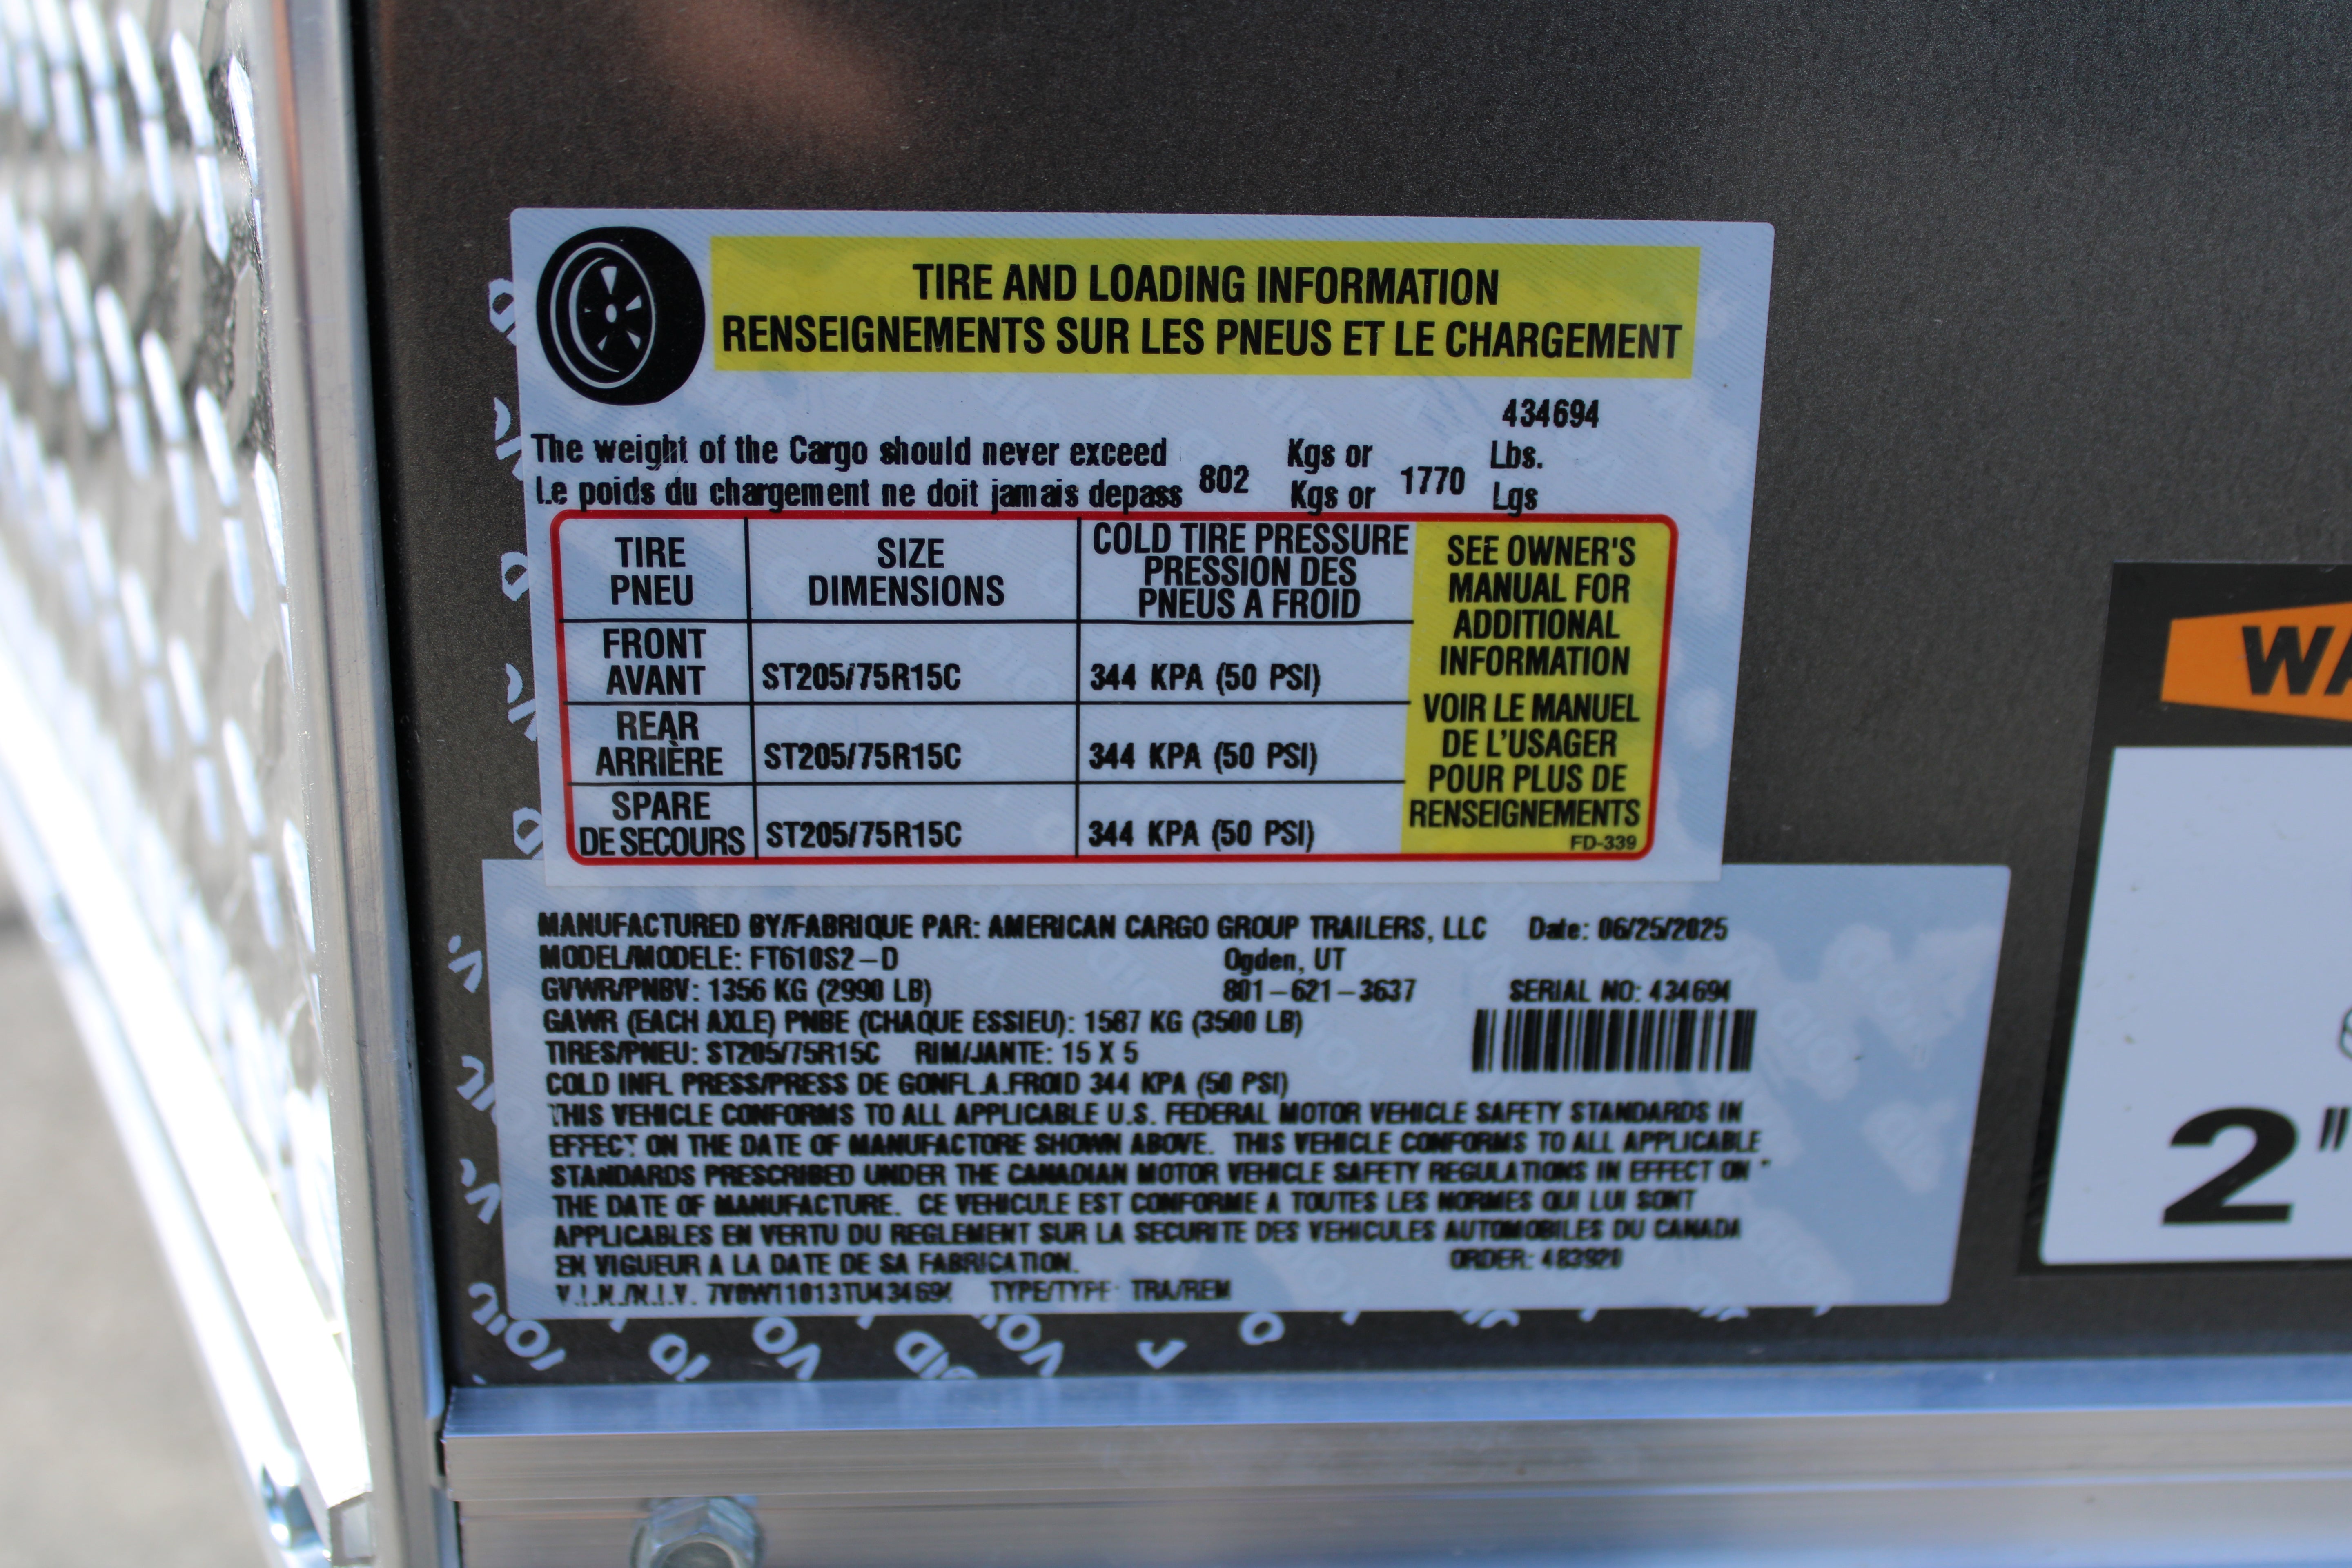 TIRE AND LOADING INFORMATION
RENSEIGNEMENTS SUR LES PNEUS ET LE CHARGEMENT
434694
The weight of the Cargo should never exceed 802 Kgs or 1770 Lbs.
Le poids du chargement ne doit jamais depass Kgs or Lgs
TIRE PNEU
SIZE DIMENSIONS
COLD TIRE PRESSURE
PRESSION DES
PNEUS A FROID
FRONT
AVANT ST205/75R15C 344 KPA (50 PSI)
REAR
ARRIÈRE ST205/75R15C 344 KPA (50 PSI)
SPARE
DE SECOURS ST205/75R15C 344 KPA (50 PSI)
SEE OWNER'S
MANUAL FOR
ADDITIONAL
INFORMATION
VOIR LE MANUEL
DE L'USAGER
POUR PLUS DE
RENSEIGNEMENTS
FD-339
MANUFACTURED BY/FABRIQUE PAR: AMERICAN CARGO GROUP TRAILERS, LLC Date: 06/25/2025
MODEL/MODELE: FT610S2-D Ogden, UT
GVWR/PNBV: 1356 KG (2990 LB) 801-621-3637 SERIAL NO: 434694
GAWR (EACH AXLE) PNBE (CHAQUE ESSIEU): 1587 KG (3500 LB)
TIRES/PNEU: ST205/75R15C RIM/JANTE: 15 X 5
COLD INFL PRESS/PRESS DE GONFL.A.FROID 344 KPA (50 PSI)
THIS VEHICLE CONFORMS TO ALL APPLICABLE U.S. FEDERAL MOTOR VEHICLE SAFETY STANDARDS IN
EFFECT ON THE DATE OF MANUFACTORE SHOWN ABOVE. THIS VEHICLE CONFORMS TO ALL APPLICABLE
STANDARDS PRESCRIBED UNDER THE CANADIAN MOTOR VEHICLE SAFETY REGULATIONS IN EFFECT ON
THE DATE OF MANUFACTURE. CE VEHICULE EST CONFORME A TOUTES LES NORMES QUI LUI SONT
APPLICABLES EN VERTU DU REGLEMENT SUR LA SECURITE DES VEHICULES AUTOMOBILES DU CANADA
EN VIGUEUR A LA DATE DE SA FABRICATION. ORDER: 483920
V.I.N./N.I.V. 7V0W11013TU434694 TYPE/TYPE: TRA/REM
WA
2"